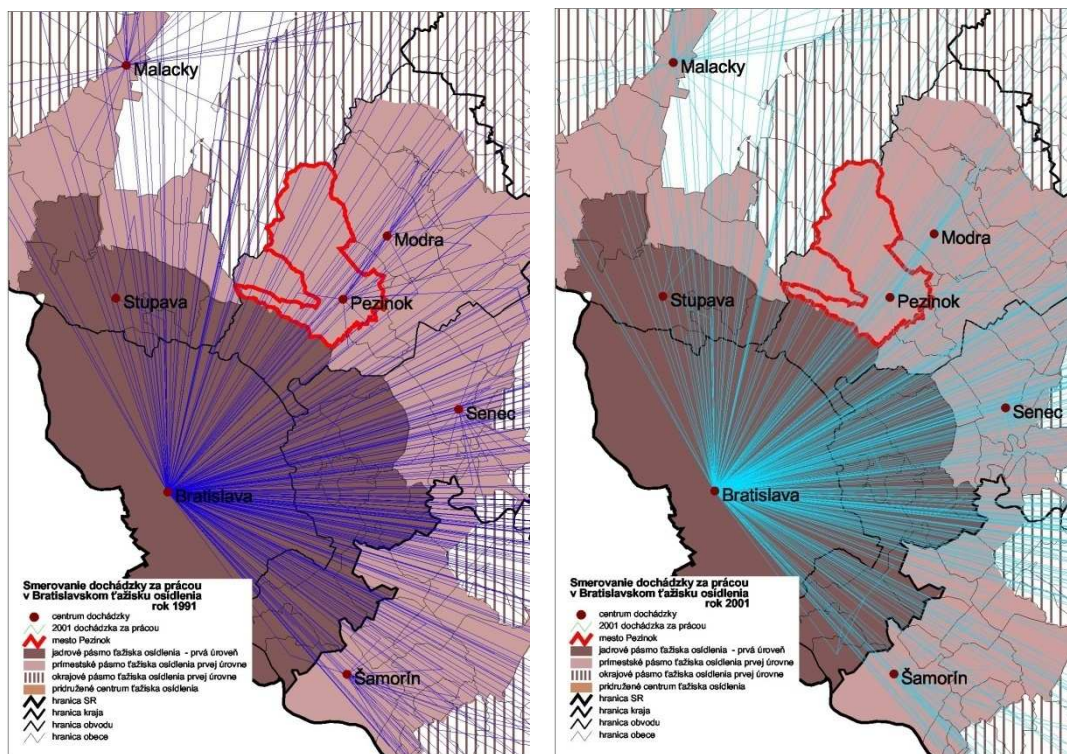 Malacky
Modra
Stupava
Pezinok
Senec
Bratislava
Šamorín
Smerovanie dochádzky za prácou
v Bratislavskom ťažisku osídlenia
rok 1991
centrum dochádzky
2001 dochádzka za prácou
mesto Pezinok
jadrové pásmo ťažiska osídlenia - prvá úroveň
prímestské pásmo ťažiska osídlenia prvej úrovne
okrajové pásmo ťažiska osídlenia prvej úrovne
pridružené centrum ťažiska osídlenia
hranica SR
hranica kraja
hranica obvodu
hranica obece
Malacky
Modra
Stupava
Pezinok
Senec
Bratislava
Šamorín
Smerovanie dochádzky za prácou
v Bratislavskom ťažisku osídlenia
rok 2001
centrum dochádzky
2001 dochádzka za prácou
mesto Pezinok
jadrové pásmo ťažiska osídlenia - prvá úroveň
prímestské pásmo ťažiska osídlenia prvej úrovne
okrajové pásmo ťažiska osídlenia prvej úrovne
pridružené centrum ťažiska osídlenia
hranica SR
hranica kraja
hranica obvodu
hranica obece